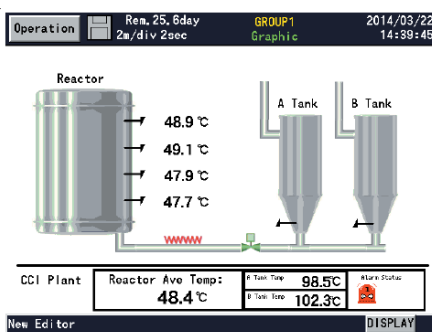 Operation Rem.25.6day GROUP1 2014/03/22
2m/div 2sec Graphic 14:39:45
Reactor
A Tank B Tank
48.9 ℃
49.1 ℃
47.9 ℃
47.7 ℃
CCI Plant
Reactor Ave Temp:
48.4 ℃
A Tank Temp 98.5℃
B Tank Temp 102.3℃
Alarm Status
New Editor DISPLAY